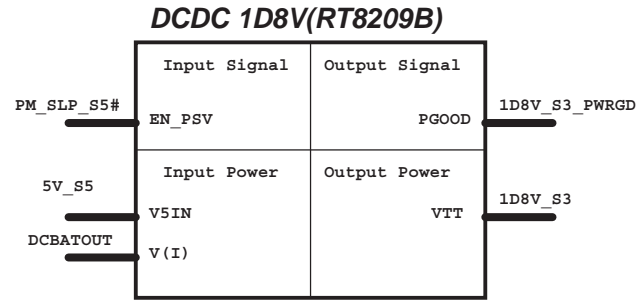 DCDC 1D8V(RT8209B)
Input Signal
Output Signal
PM_SLP_S5#
EN_PSV
PGOOD
1D8V_S3_PWRGD
Input Power
Output Power
5V_S5
V5IN
VTT
1D8V_S3
DCBATOUT
V(I)